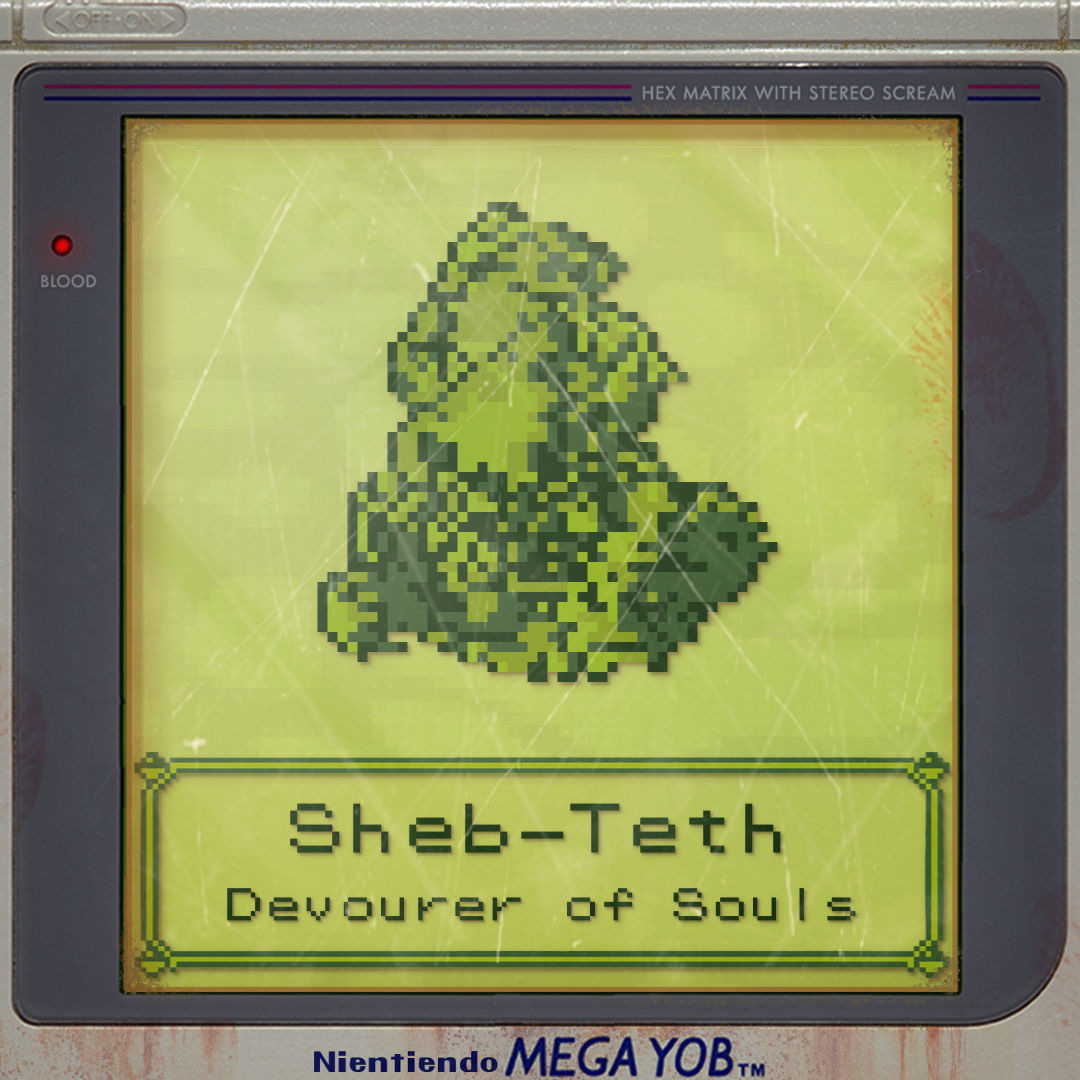 OFF•ON
HEX MATRIX WITH STEREO SCREAM
BLOOD
Sheb-Teth
Devourer of Souls
Nientiendo MEGA YOB™